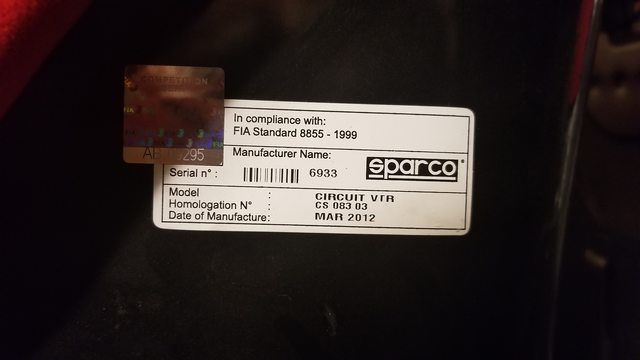 COMPETITION
In compliance with:
FIA Standard 8855 - 1999
Manufacturer Name:
sparco
Serial n° : 6933
Model : CIRCUIT VTR
Homologation N° : CS 083 03
Date of Manufacture: MAR 2012